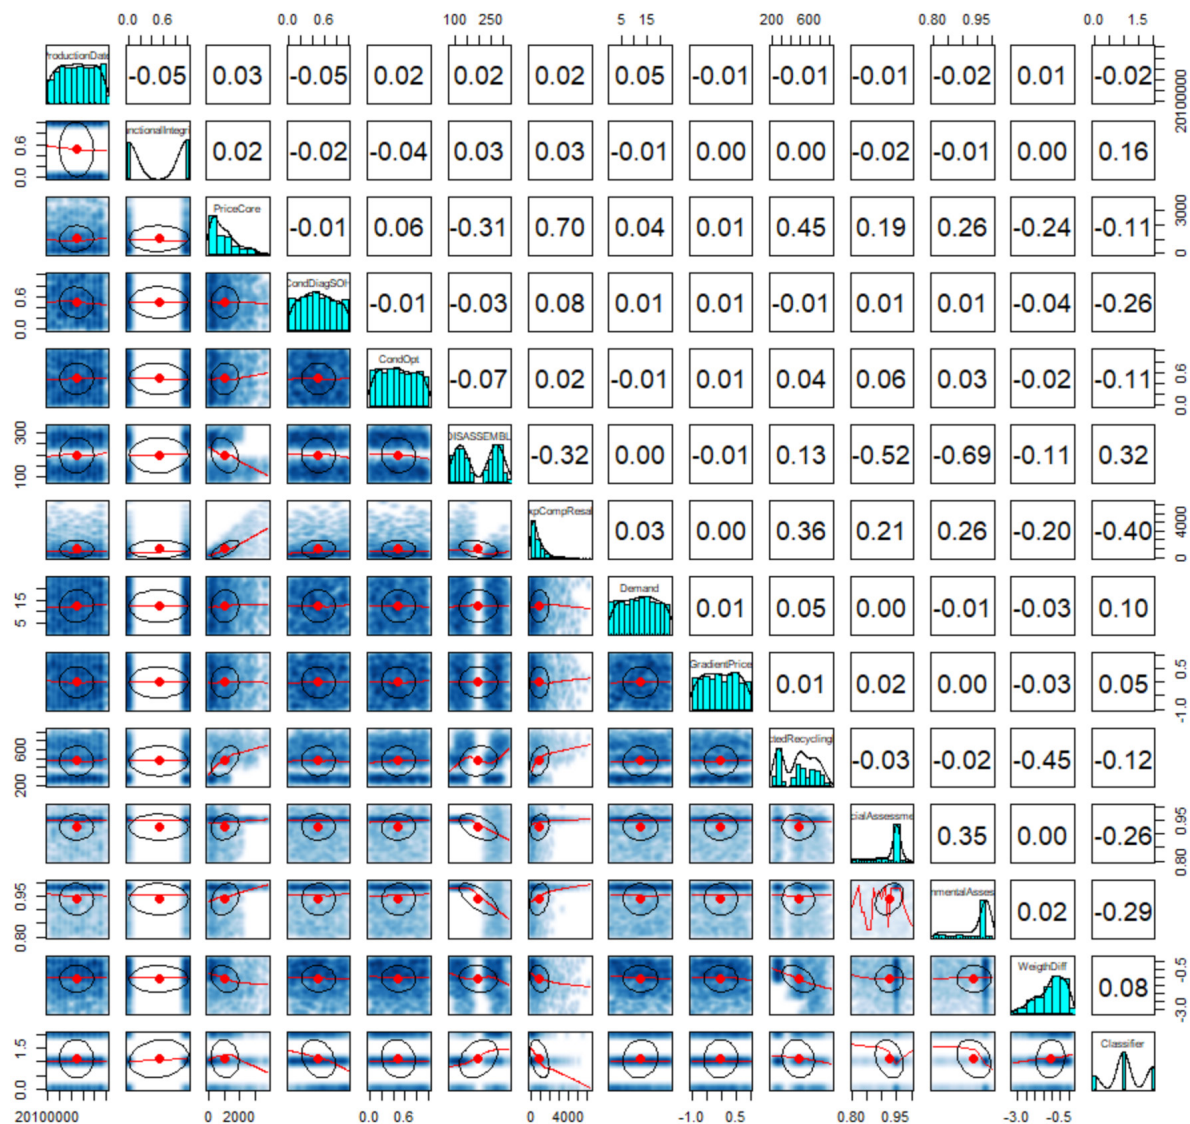 0.0 0.6 0.0 0.6 100 250 5 15 200 600 0.80 0.95 0.0 1.5
roductionDate -0.05 0.03 -0.05 0.02 0.02 0.02 0.05 -0.01 -0.01 -0.01 -0.02 0.01 -0.02 20100000
0.0 0.6 nctionalIntegri 0.02 -0.02 -0.04 0.03 0.03 -0.01 0.00 0.00 -0.02 -0.01 0.00 0.16
PriceCore -0.01 0.06 -0.31 0.70 0.04 0.01 0.45 0.19 0.26 -0.24 -0.11 0 3000
0.0 0.6 CondDiagSOH -0.01 -0.03 0.08 0.01 0.01 -0.01 0.01 0.01 -0.04 -0.26
CondOpt -0.07 0.02 -0.01 0.01 0.04 0.06 0.03 -0.02 -0.11 0.0 0.6
100 300 DISASSEMBL -0.32 0.00 -0.01 0.13 -0.52 -0.69 -0.11 0.32
xpCompResal 0.03 0.00 0.36 0.21 0.26 -0.20 -0.40 0 4000
5 15 Demand 0.01 0.05 0.00 -0.01 -0.03 0.10
GradientPrice 0.01 0.02 0.00 -0.03 0.05 -1.0 0.5
200 600 ctedRecycling -0.03 -0.02 -0.45 -0.12
cialAssessme 0.35 0.00 -0.26 0.80 0.95
0.80 0.95 nmentalAsses 0.02 -0.29
WeigthDiff 0.08 -3.0 -0.5
0.0 1.5 Classifier
20100000 0 2000 0.0 0.6 0 4000 -1.0 0.5 0.80 0.95 -3.0 -0.5